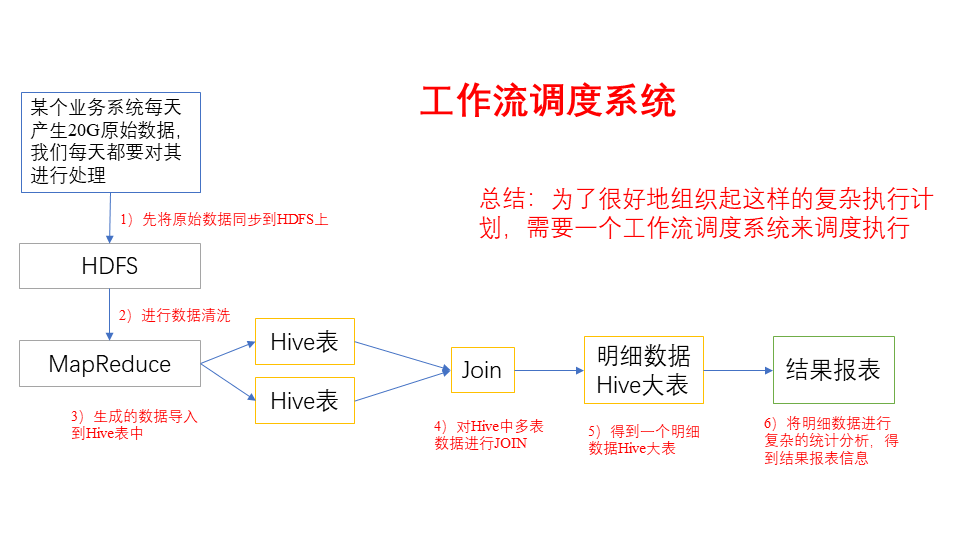 工作流调度系统
某个业务系统每天
产生20G原始数据，
我们每天都要对其
进行处理
总结：为了很好地组织起这样的复杂执行计
划，需要一个工作流调度系统来调度执行
1）先将原始数据同步到HDFS上
HDFS
2）进行数据清洗
MapReduce
3）生成的数据导入
到Hive表中
Hive表
Hive表
Join
4）对Hive中多表
数据进行JOIN
明细数据
Hive大表
5）得到一个明细
数据Hive大表
结果报表
6）将明细数据进行
复杂的统计分析，得
到结果报表信息